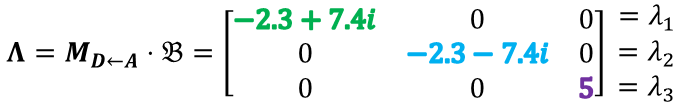 −2.3 + 7.4i 0 0 = λ₁
𝚲 = 𝑴_{𝑫←𝑨} · 𝔅 = [ 0 −2.3 − 7.4i 0 ] = λ₂
0 0 5 = λ₃